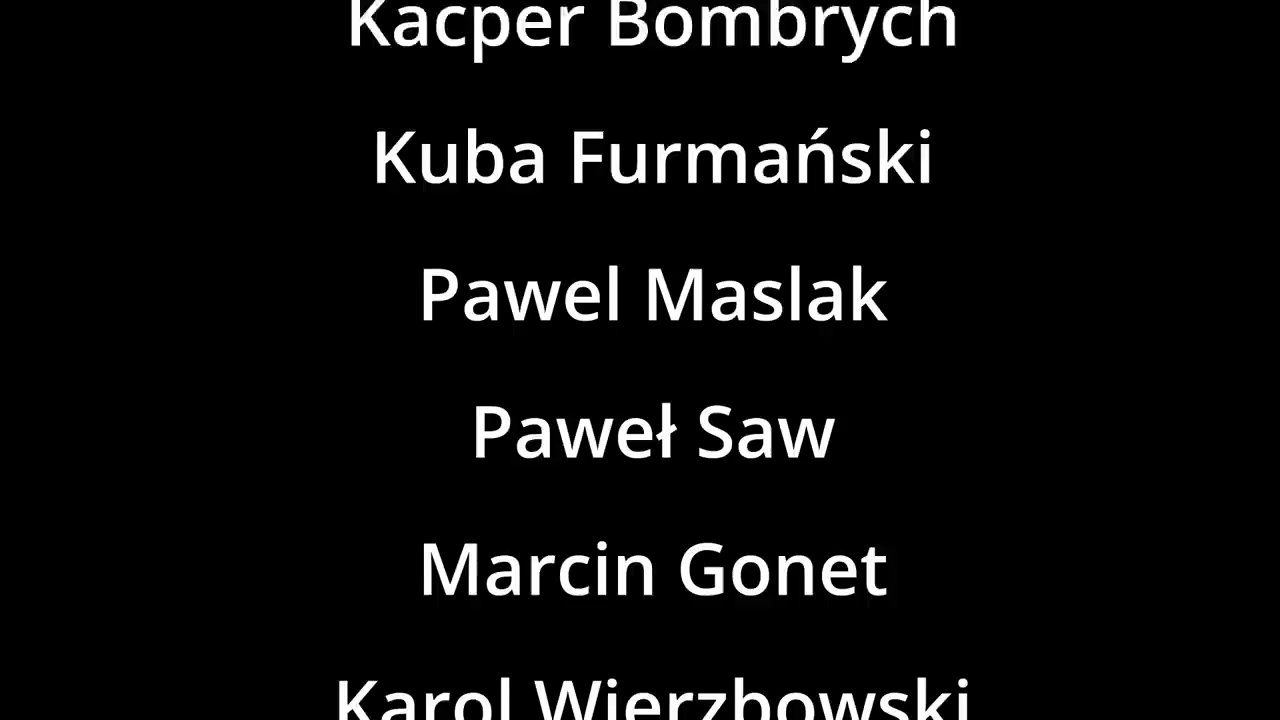 Kacper Bombrych
Kuba Furmański
Pawel Maslak
Paweł Saw
Marcin Gonet
Karol Wierzbowski